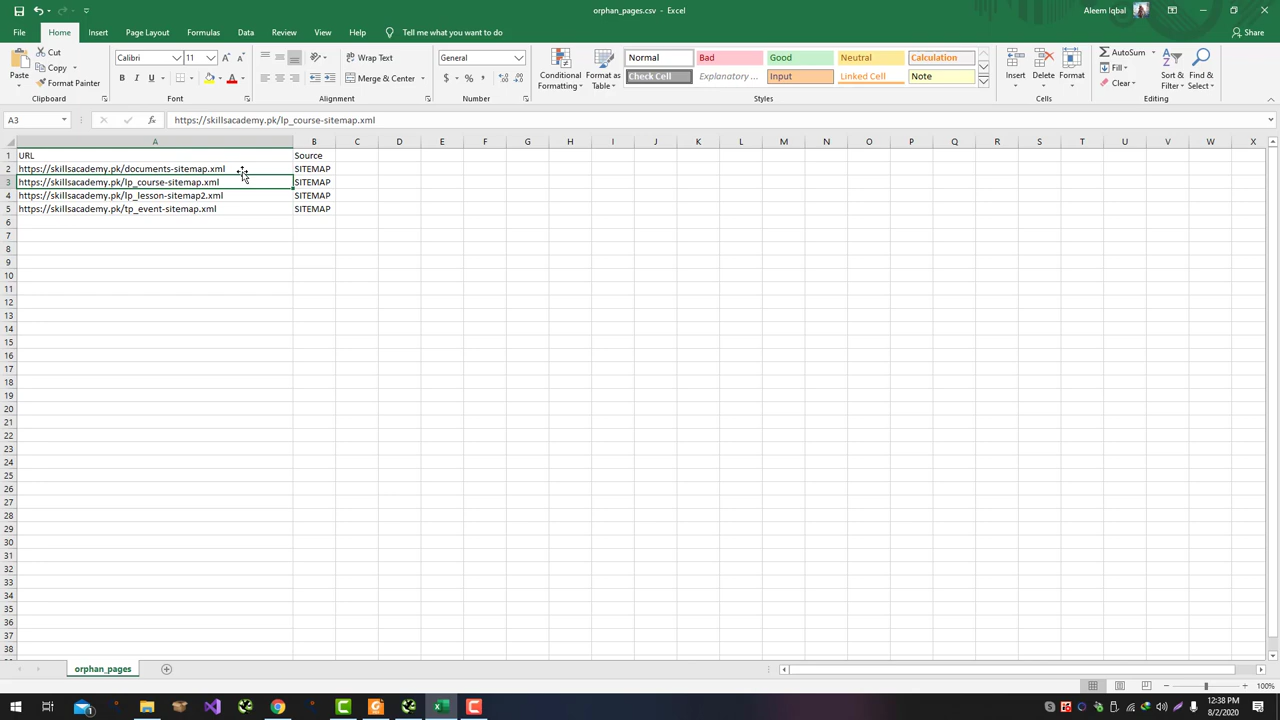 orphan_pages.csv - Excel
Aleem Iqbal
File Home Insert Page Layout Formulas Data Review View Help Tell me what you want to do Share
Paste Cut Copy Format Painter Clipboard
Calibri 11 B I U A Font
Wrap Text Merge & Center Alignment
General $ % , Number
Conditional Formatting Format as Table
Normal Bad Good Neutral Calculation
Check Cell Explanatory ... Input Linked Cell Note
Styles
Insert Delete Format Cells
AutoSum Fill Clear Sort & Filter Find & Select Editing
A3 fx https://skillsacademy.pk/lp_course-sitemap.xml
A B C D E F G H I J K L M N O P Q R S T U V W X
1 URL Source
2 https://skillsacademy.pk/documents-sitemap.xml SITEMAP
3 https://skillsacademy.pk/lp_course-sitemap.xml SITEMAP
4 https://skillsacademy.pk/lp_lesson-sitemap2.xml SITEMAP
5 https://skillsacademy.pk/tp_event-sitemap.xml SITEMAP
6
7
8
9
10
11
12
13
14
15
16
17
18
19
20
21
22
23
24
25
26
27
28
29
30
31
32
33
34
35
36
37
38
orphan_pages
100%
12:38 PM
8/2/2020